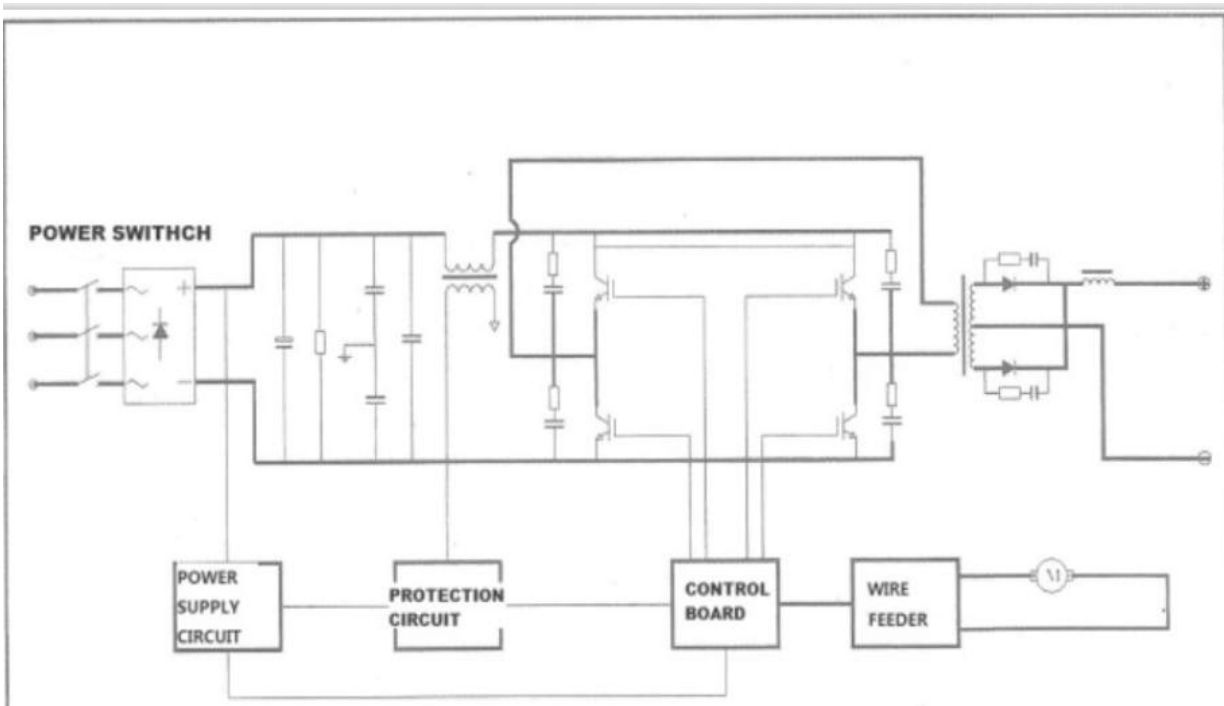 POWER SWITHCH
+
−
POWER
SUPPLY
CIRCUIT
PROTECTION
CIRCUIT
CONTROL
BOARD
WIRE
FEEDER
M